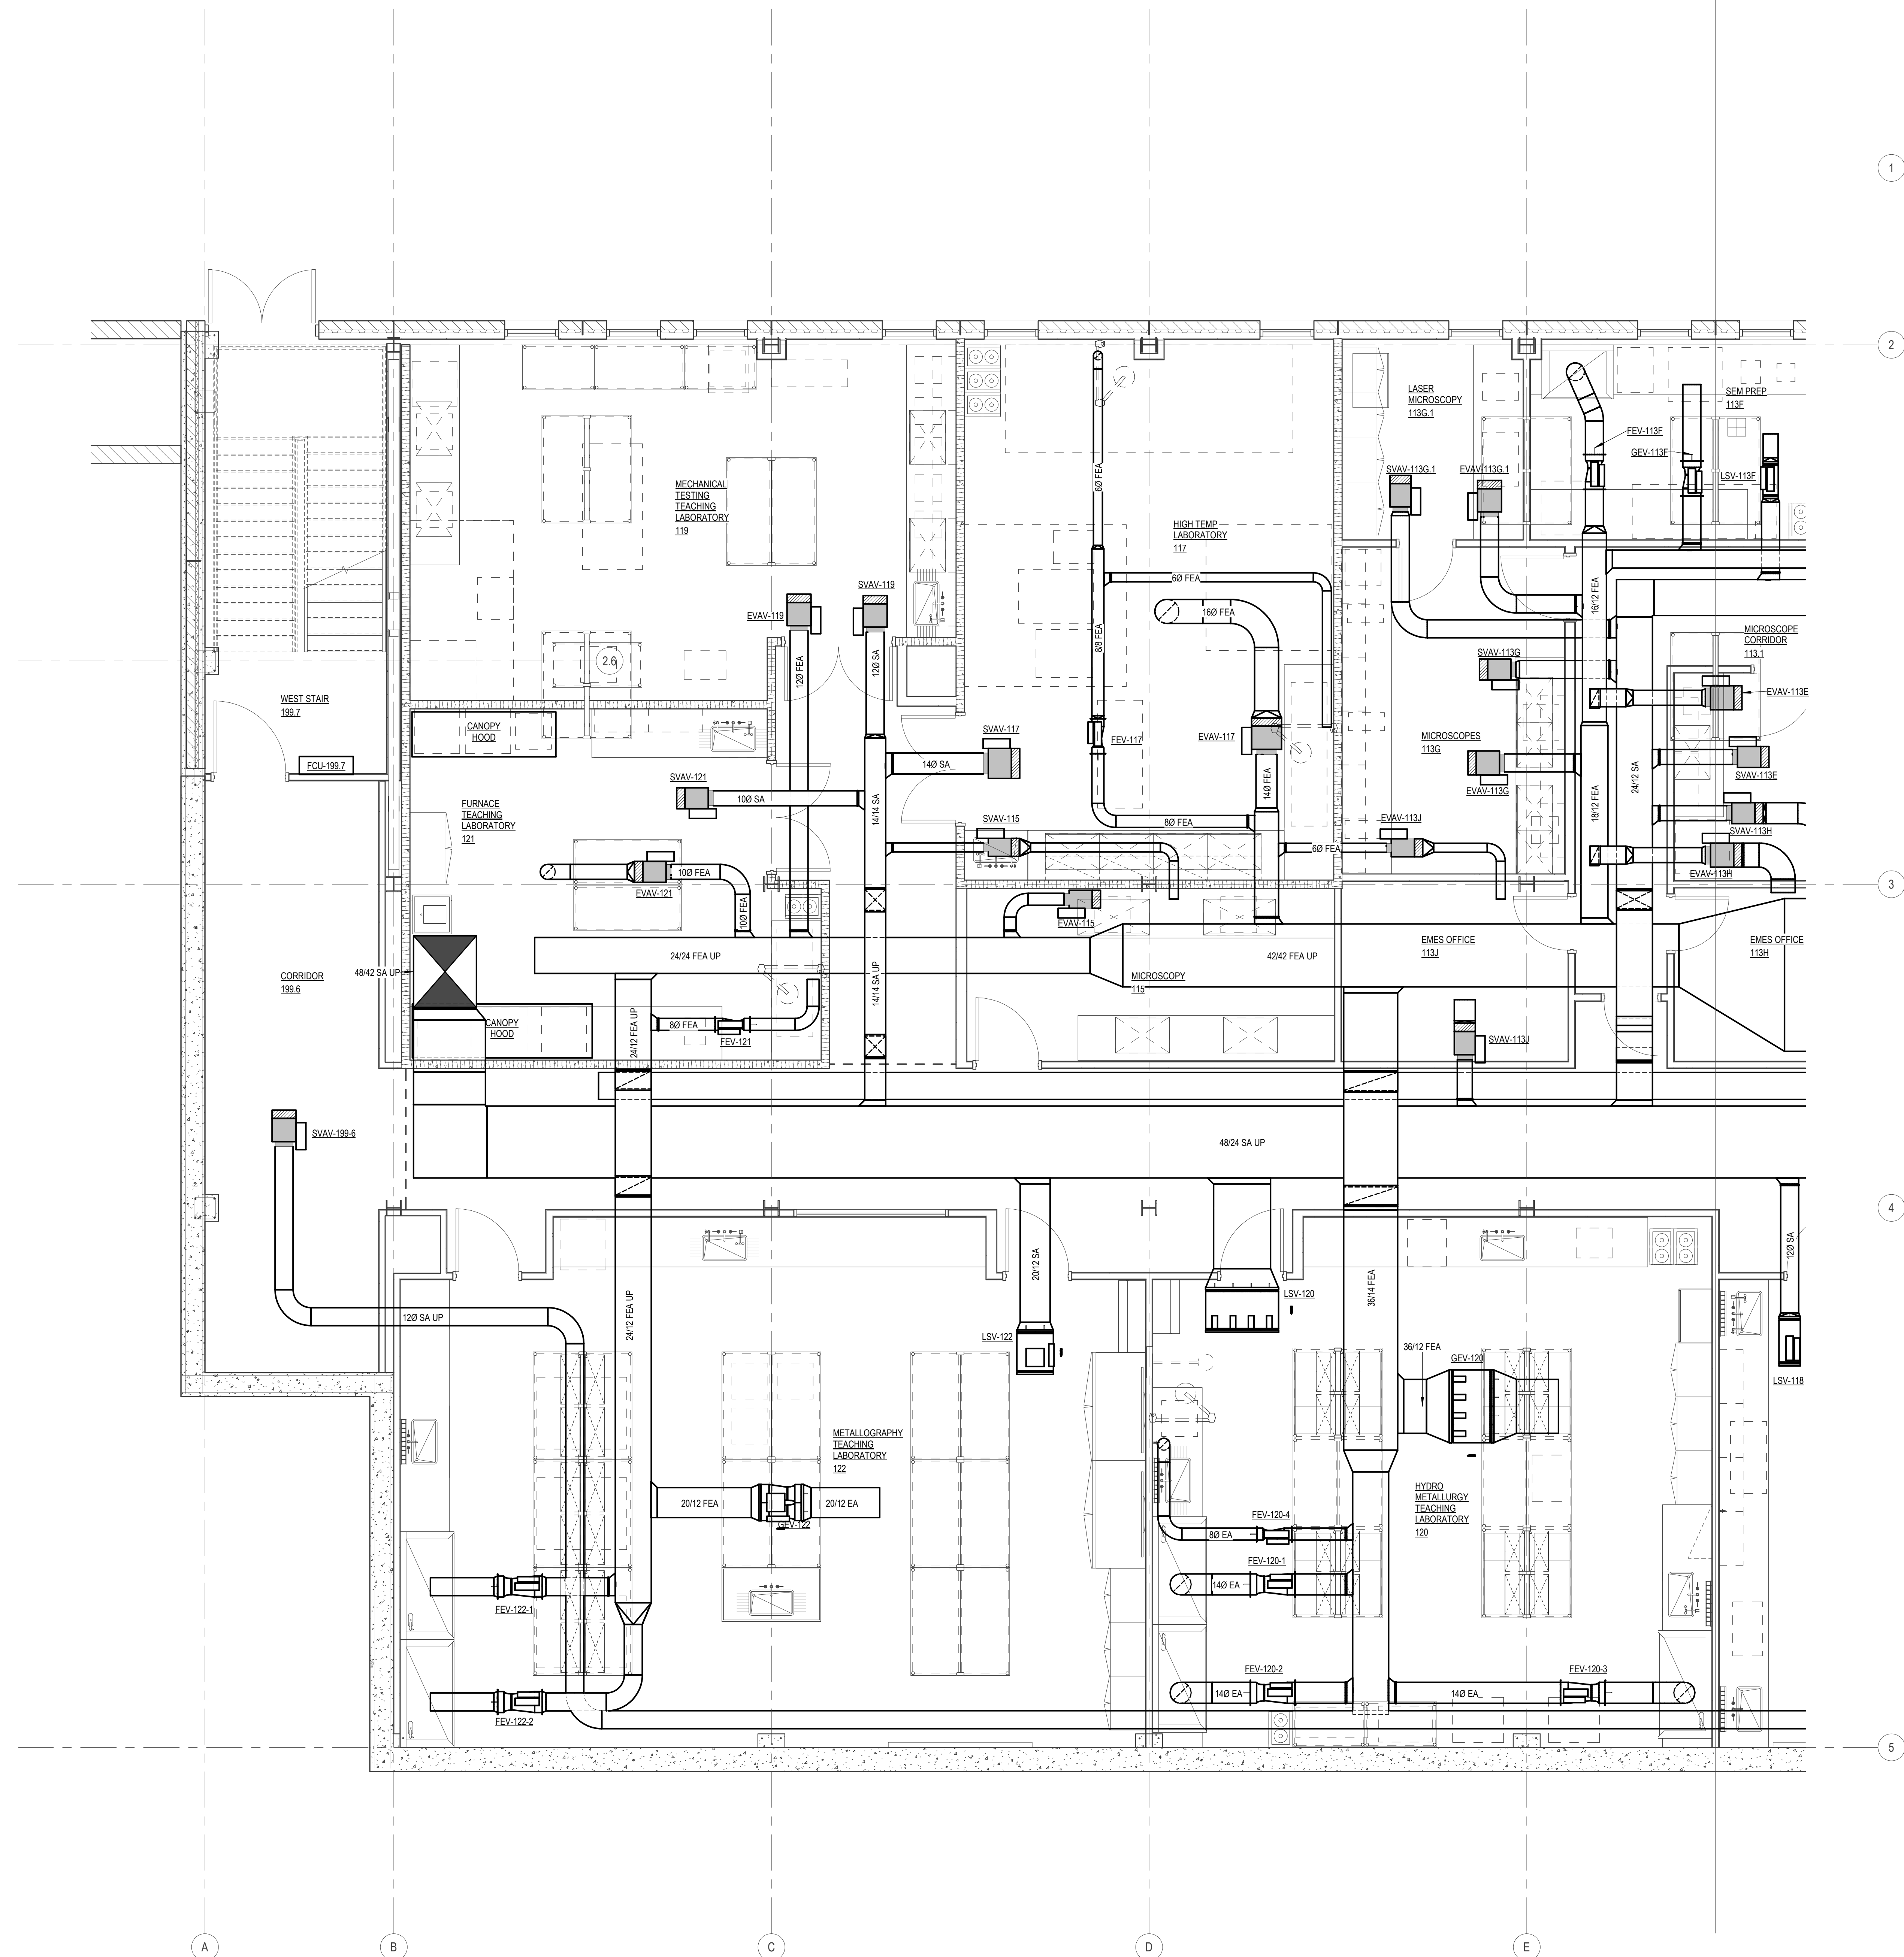 1
2
LASER
MICROSCOPY
113G.1
SEM PREP
113F
FEV-113F
GEV-113F
LSV-113F
SVAV-113G.1
EVAV-113G.1
MECHANICAL
TESTING
TEACHING
LABORATORY
119
6Ø FEA
HIGH TEMP
LABORATORY
117
SVAV-119
EVAV-119
6Ø FEA
16Ø FEA
16/12 FEA
8/8 FEA
12Ø FEA
12Ø SA
MICROSCOPE
CORRIDOR
113.1
2.6
SVAV-113G
EVAV-113E
WEST STAIR
199.7
CANOPY
HOOD
SVAV-117
FEV-117
EVAV-117
MICROSCOPES
113G
FCU-199.7
14Ø SA
24/12 SA
SVAV-113E
SVAV-121
10Ø SA
14/14 SA
14Ø FEA
EVAV-113G
18/12 FEA
FURNACE
TEACHING
LABORATORY
121
SVAV-115
8Ø FEA
EVAV-113J
SVAV-113H
6Ø FEA
10Ø FEA
EVAV-121
EVAV-113H
3
10Ø FEA
EVAV-115
EMES OFFICE
113J
EMES OFFICE
113H
24/24 FEA UP
42/42 FEA UP
48/42 SA UP
CORRIDOR
199.6
MICROSCOPY
115
14/14 SA UP
CANOPY
HOOD
8Ø FEA
24/12 FEA UP
FEV-121
SVAV-113J
SVAV-199-6
48/24 SA UP
4
20/12 SA
12Ø SA
LSV-120
36/14 FEA
12Ø SA UP
24/12 FEA UP
LSV-122
36/12 FEA
GEV-120
LSV-118
METALLOGRAPHY
TEACHING
LABORATORY
122
HYDRO
METALLURGY
TEACHING
LABORATORY
120
20/12 FEA
20/12 EA
GEV-122
FEV-120-4
8Ø EA
FEV-120-1
14Ø EA
FEV-122-1
FEV-120-2
FEV-120-3
14Ø EA
14Ø EA
FEV-122-2
5
A
B
C
D
E